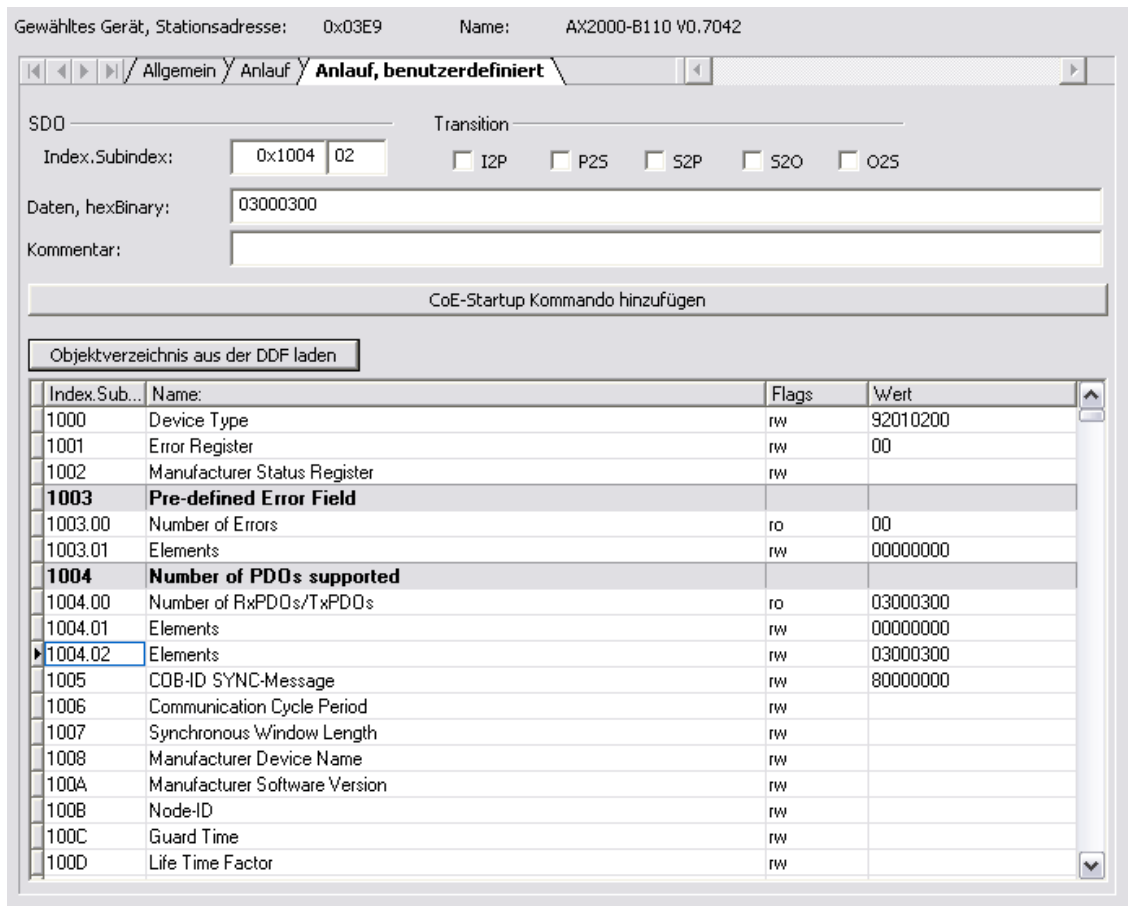 Gewähltes Gerät, Stationsadresse: 0x03E9 Name: AX2000-B110 V0.7042
Allgemein Anlauf Anlauf, benutzerdefiniert
SDO Transition
Index.Subindex: 0x1004 02 I2P P2S S2P S2O O2S
Daten, hexBinary: 03000300
Kommentar:
CoE-Startup Kommando hinzufügen
Objektverzeichnis aus der DDF laden
Index.Sub... Name: Flags Wert
1000 Device Type rw 92010200
1001 Error Register rw 00
1002 Manufacturer Status Register rw
1003 Pre-defined Error Field
1003.00 Number of Errors ro 00
1003.01 Elements rw 00000000
1004 Number of PDOs supported
1004.00 Number of RxPDOs/TxPDOs ro 03000300
1004.01 Elements rw 00000000
1004.02 Elements rw 03000300
1005 COB-ID SYNC-Message rw 80000000
1006 Communication Cycle Period rw
1007 Synchronous Window Length rw
1008 Manufacturer Device Name rw
100A Manufacturer Software Version rw
100B Node-ID rw
100C Guard Time rw
100D Life Time Factor rw